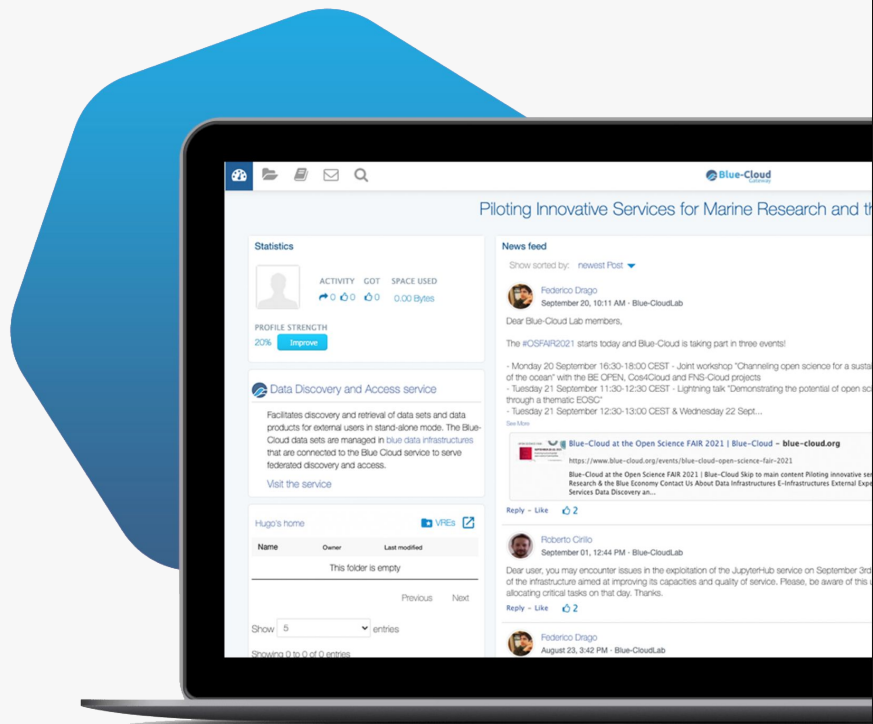 Blue-Cloud
Gateway
Piloting Innovative Services for Marine Research and th
Statistics
ACTIVITY GOT SPACE USED
0 0 0 0.00 Bytes
PROFILE STRENGTH
20% Improve
Data Discovery and Access service
Facilitates discovery and retrieval of data sets and data
products for external users in stand-alone mode. The Blue-
Cloud data sets are managed in blue data infrastructures
that are connected to the Blue Cloud service to serve
federated discovery and access.
Visit the service
Hugo's home VREs
Name Owner Last modified
This folder is empty
Previous Next
Show 5 entries
Showing 0 to 0 of 0 entries
News feed
Show sorted by: newest Post
Federico Drago
September 20, 10:11 AM - Blue-CloudLab
Dear Blue-Cloud Lab members,
The #OSFAIR2021 starts today and Blue-Cloud is taking part in three events!
- Monday 20 September 16:30-18:00 CEST - Joint workshop "Channeling open science for a susta
of the ocean" with the BE OPEN, Cos4Cloud and FNS-Cloud projects
- Tuesday 21 September 11:30-12:30 CEST - Lightning talk "Demonstrating the potential of open sc
through a thematic EOSC"
- Tuesday 21 September 12:30-13:00 CEST & Wednesday 22 Sept...
See More
Blue-Cloud at the Open Science FAIR 2021 | Blue-Cloud - blue-cloud.org
https://www.blue-cloud.org/events/blue-cloud-open-science-fair-2021
Blue-Cloud at the Open Science FAIR 2021 | Blue-Cloud Skip to main content Piloting innovative ser
Research & the Blue Economy Contact Us About Data Infrastructures E-Infrastructures External Expe
Services Data Discovery an...
Reply - Like 2
Roberto Cirillo
September 01, 12:44 PM - Blue-CloudLab
Dear user, you may encounter issues in the exploitation of the JupyterHub service on September 3rd
of the infrastructure aimed at improving its capacities and quality of service. Please, be aware of this u
allocating critical tasks on that day. Thanks.
Reply - Like 2
Federico Drago
August 23, 3:42 PM - Blue-CloudLab